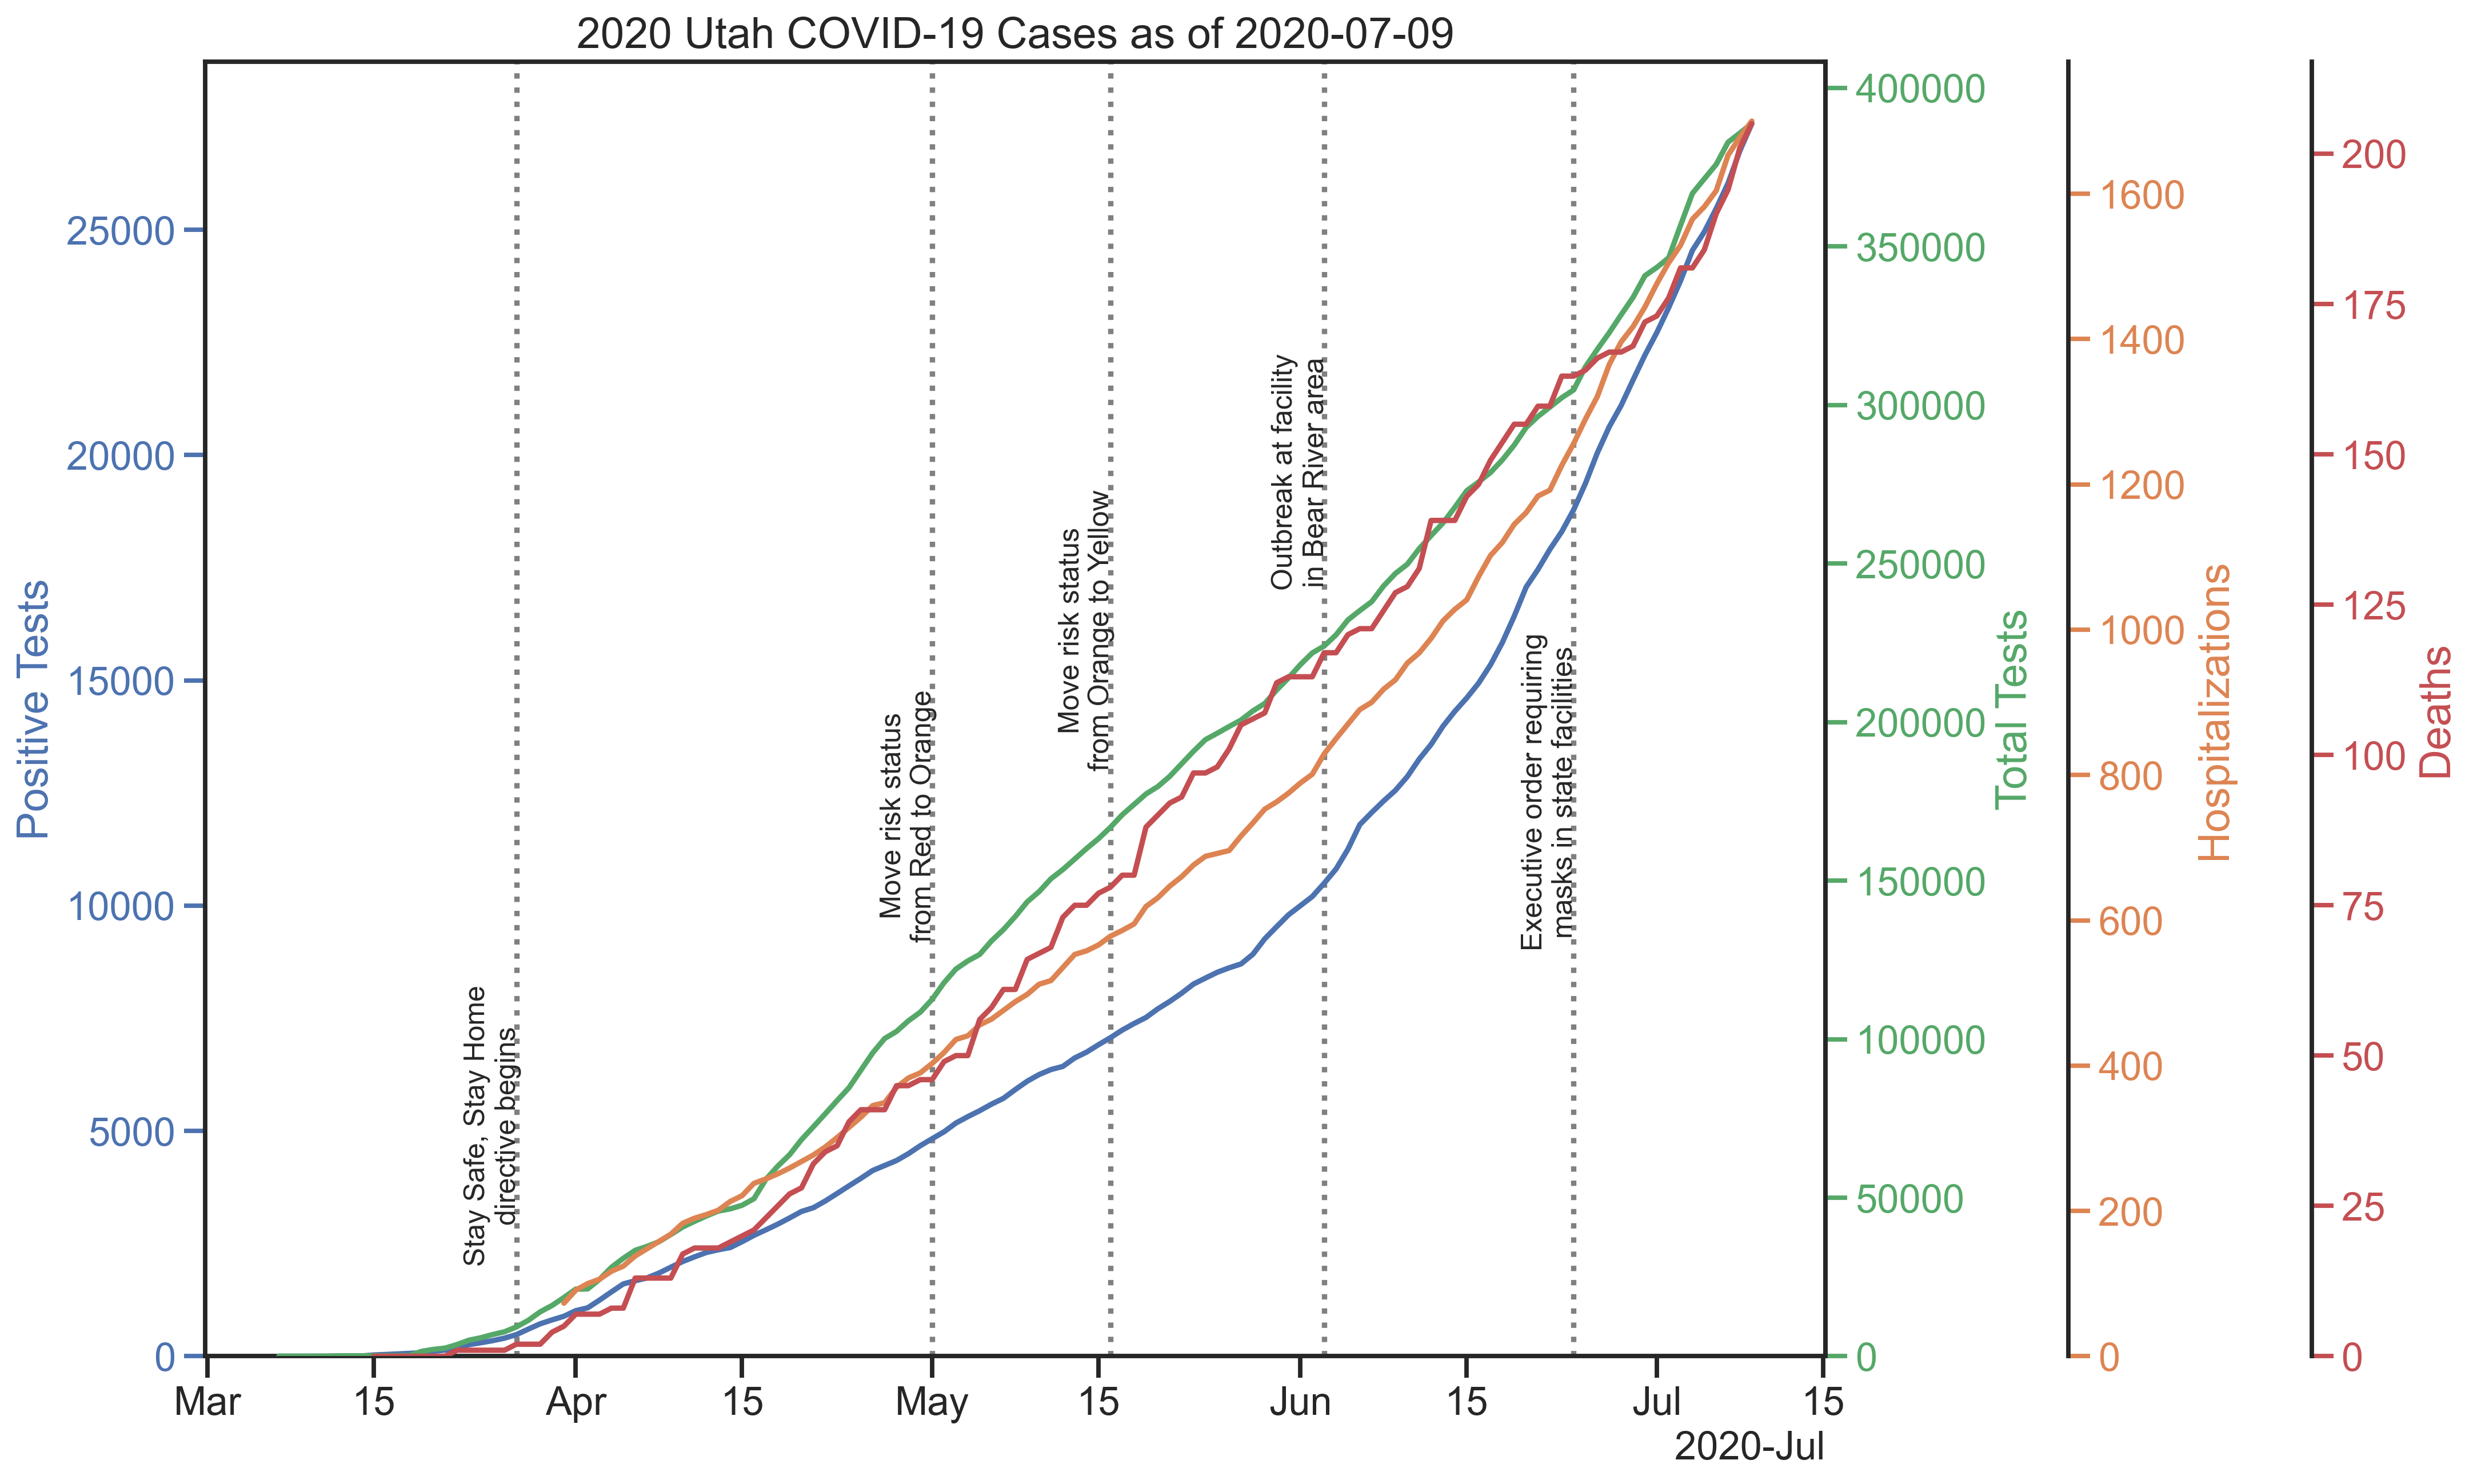 2020 Utah COVID-19 Cases as of 2020-07-09
Positive Tests
25000
20000
15000
10000
5000
0
Stay Safe, Stay Home
directive begins
Move risk status
from Red to Orange
Move risk status
from Orange to Yellow
Outbreak at facility
in Bear River area
Executive order requiring
masks in state facilities
400000
350000
300000
250000
200000
150000
100000
50000
0
Total Tests
1600
1400
1200
1000
800
600
400
200
0
Hospitalizations
200
175
150
125
100
75
50
25
0
Deaths
Mar 15 Apr 15 May 15 Jun 15 Jul 15
2020-Jul